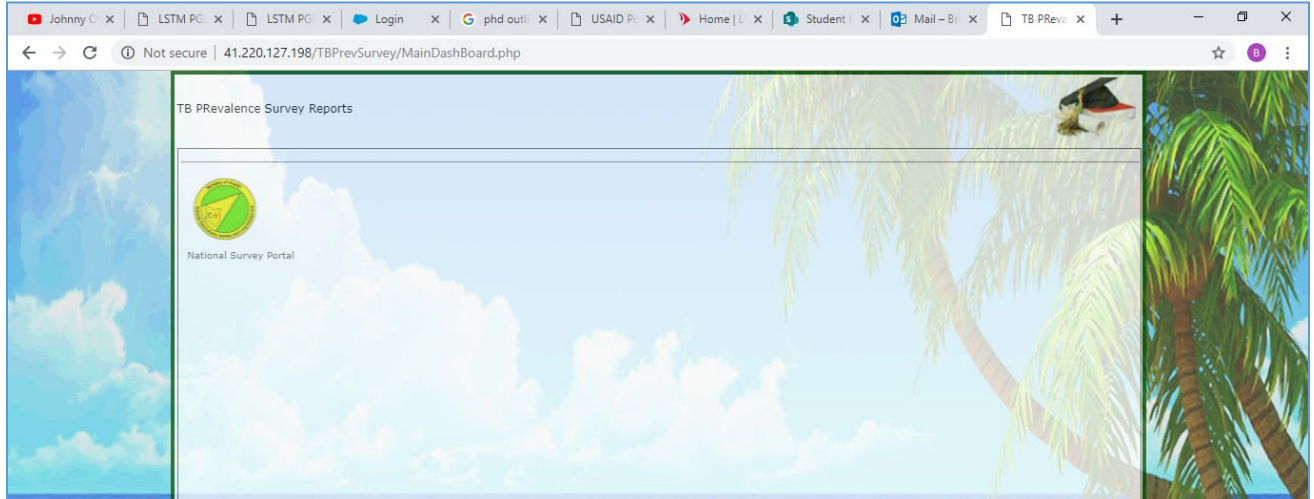 Johnny C
LSTM PG
LSTM PG
Login
phd outli
USAID Po
Home | L
Student
Mail – Br
TB PReva
Not secure | 41.220.127.198/TBPrevSurvey/MainDashBoard.php
B
TB PRevalence Survey Reports
National Survey Portal